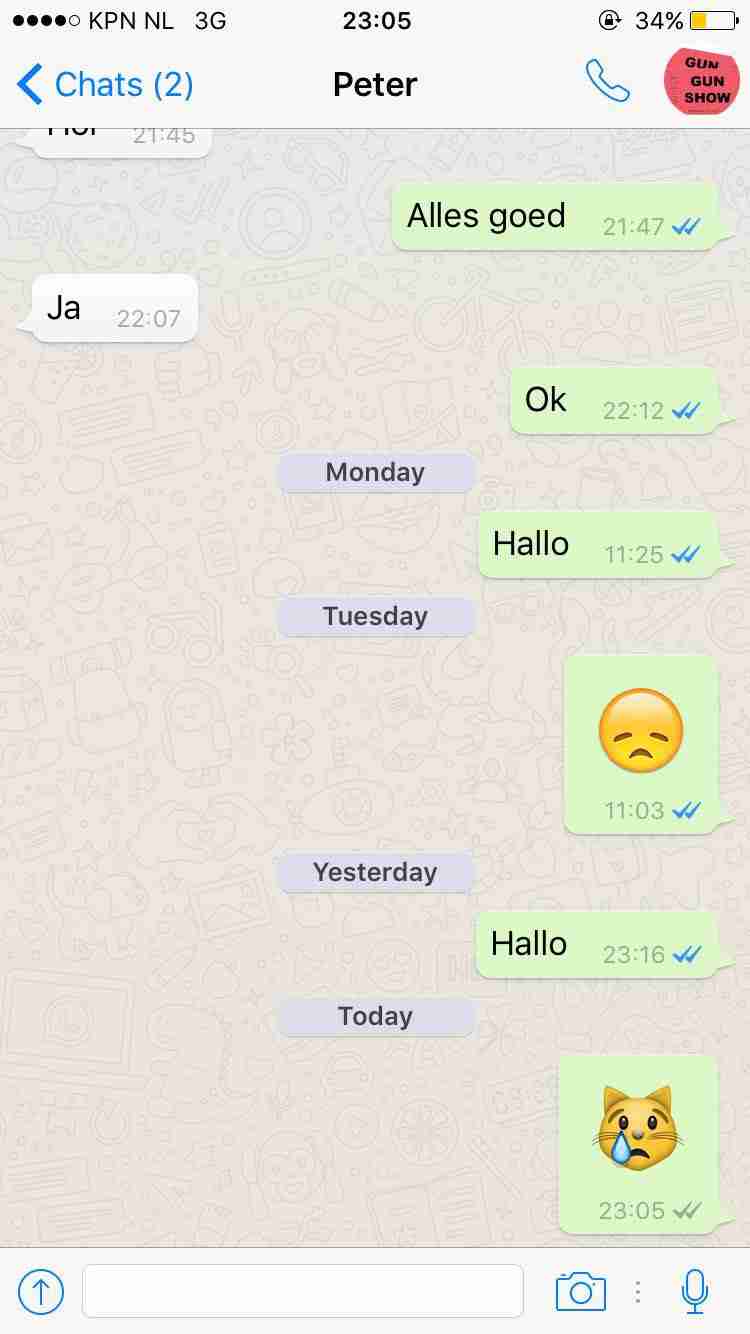 KPN NL 3G 23:05 34%
Chats (2) Peter
GUN
GUN
SHOW
21:45
Alles goed 21:47
Ja 22:07
Ok 22:12
Monday
Hallo 11:25
Tuesday
11:03
Yesterday
Hallo 23:16
Today
23:05